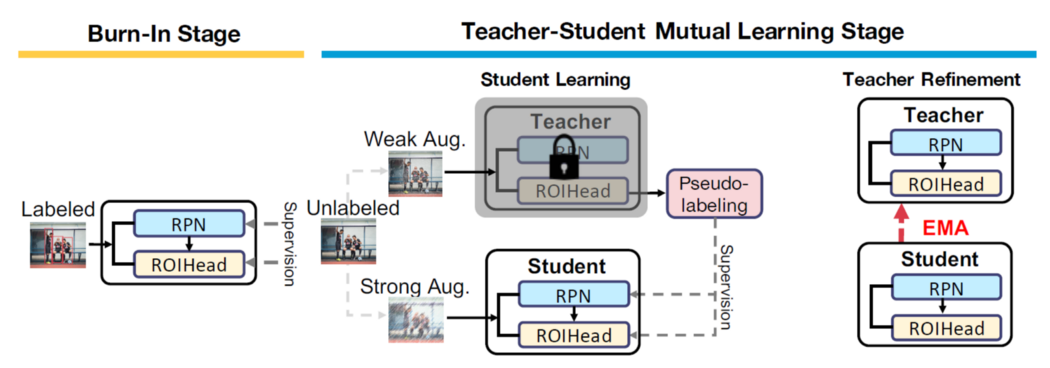 Burn-In Stage
Teacher-Student Mutual Learning Stage
Labeled
RPN
ROIHead
Supervision
Student Learning
Weak Aug.
Unlabeled
Strong Aug.
Teacher
RPN
ROIHead
Pseudo-
labeling
Supervision
Student
RPN
ROIHead
Teacher Refinement
Teacher
RPN
ROIHead
EMA
Student
RPN
ROIHead